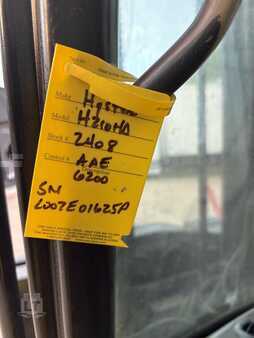 Make Hyster
Model H210HD
Stock # 2408
Control # AAE
6200
SN
L007E01625P